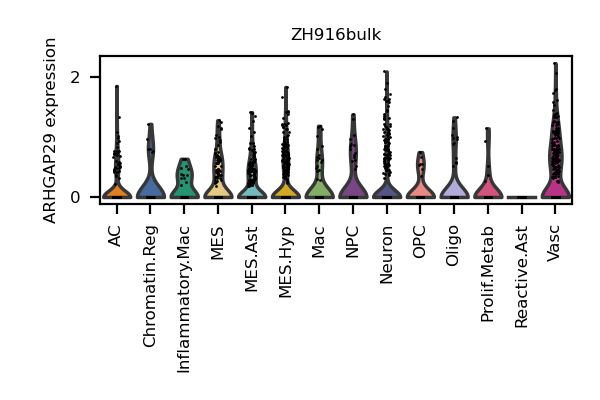 ZH916bulk
ARHGAP29 expression
2
0
AC
Chromatin.Reg
Inflammatory.Mac
MES
MES.Ast
MES.Hyp
Mac
NPC
Neuron
OPC
Oligo
Prolif.Metab
Reactive.Ast
Vasc